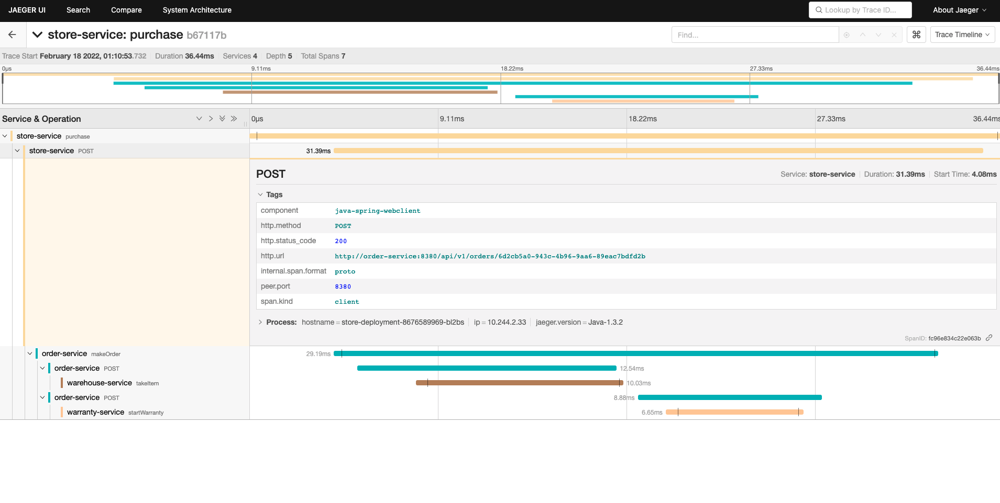 JAEGER UI Search Compare System Architecture Lookup by Trace ID... About Jaeger
store-service: purchase b67117b Find... ⌘ Trace Timeline
Trace Start February 18 2022, 01:10:53.732 Duration 36.44ms Services 4 Depth 5 Total Spans 7
0μs 9.11ms 18.22ms 27.33ms 36.44ms
Service & Operation 0μs 9.11ms 18.22ms 27.33ms 36.44ms
store-service purchase
store-service POST 31.39ms
POST Service: store-service Duration: 31.39ms Start Time: 4.08ms
Tags
component java-spring-webclient
http.method POST
http.status_code 200
http.url http://order-service:8380/api/v1/orders/6d2cb5a0-943c-4b96-9aa6-89eac7bdfd2b
internal.span.format proto
peer.port 8380
span.kind client
Process: hostname = store-deployment-8676589969-bl2bs ip = 10.244.2.33 jaeger.version = Java-1.3.2
SpanID: fc96e834c22e063b
order-service makeOrder 29.19ms
order-service POST 12.54ms
warehouse-service takeItem 10.03ms
order-service POST 8.88ms
warranty-service startWarranty 6.65ms